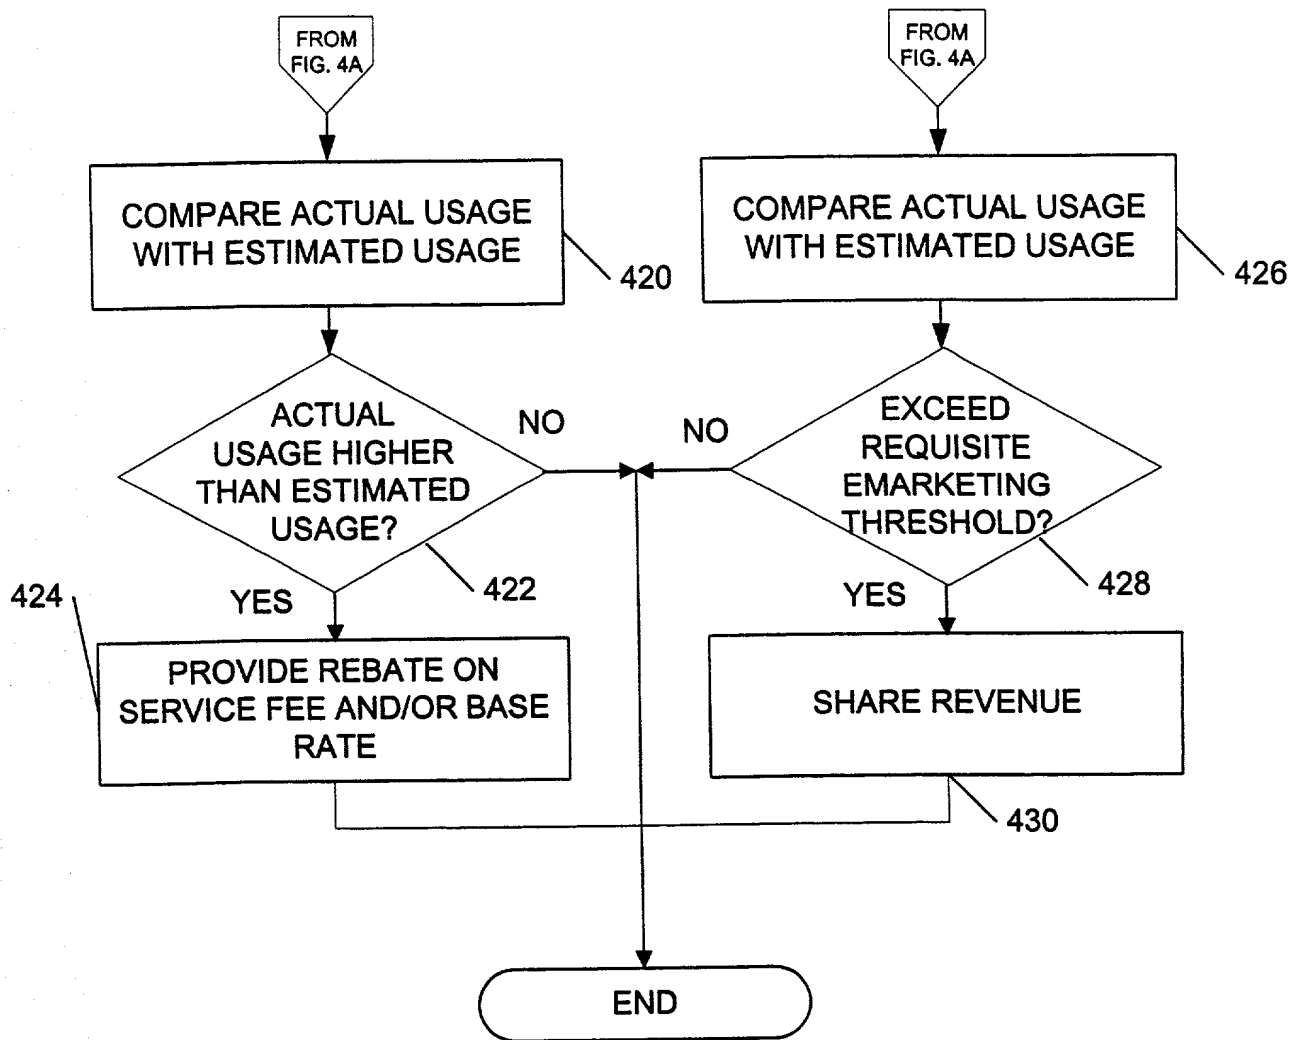 FROM
FIG. 4A
FROM
FIG. 4A
COMPARE ACTUAL USAGE
WITH ESTIMATED USAGE
420
COMPARE ACTUAL USAGE
WITH ESTIMATED USAGE
426
ACTUAL
USAGE HIGHER
THAN ESTIMATED
USAGE?
NO
422
YES
NO
EXCEED
REQUISITE
EMARKETING
THRESHOLD?
428
YES
424
PROVIDE REBATE ON
SERVICE FEE AND/OR BASE
RATE
SHARE REVENUE
430
END